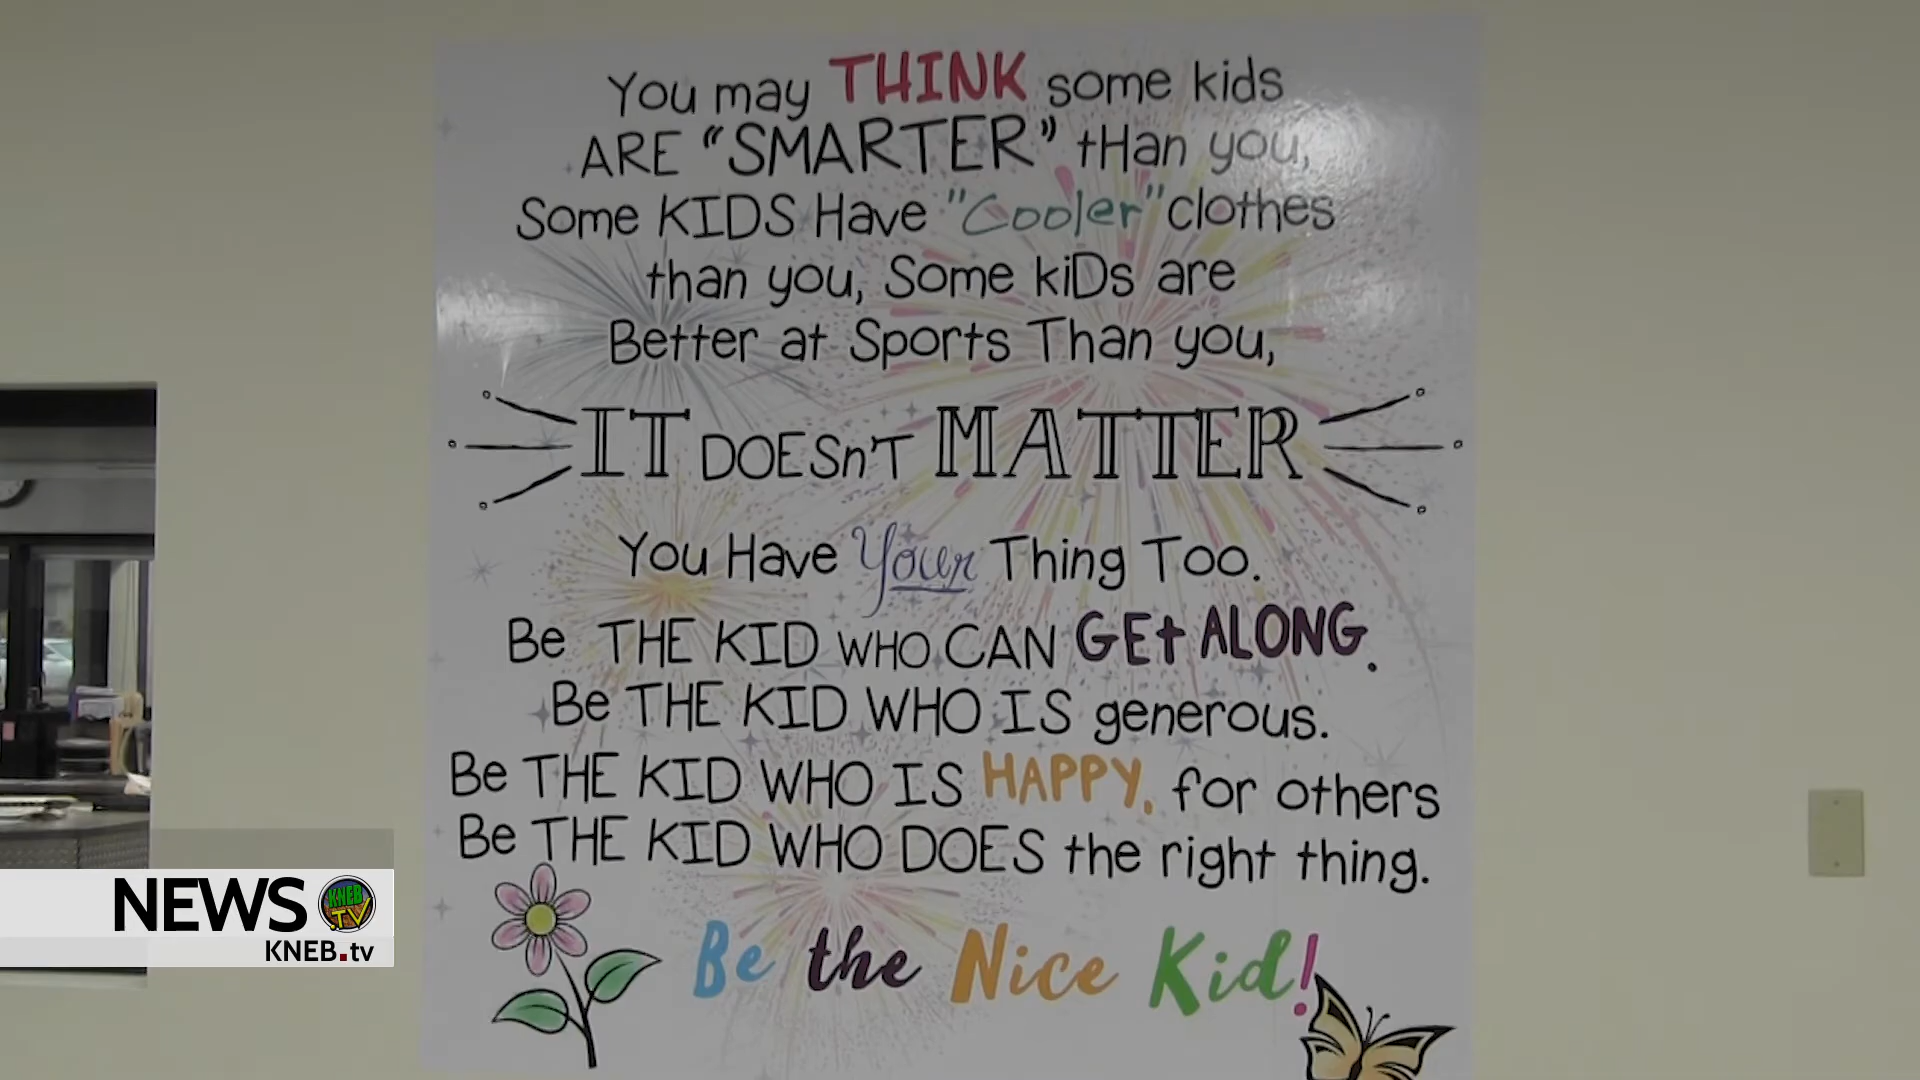 You may THINK some kids
ARE “SMARTER” tHan you,
Some KIDS Have "Cooler" clothes
than you, Some kiDs are
Better at Sports Than you,
IT DOESn'T MATTER
You Have Your Thing Too.
Be THE KID WHO CAN GEt ALONG.
Be THE KID WHO IS generous.
Be THE KID WHO IS HAPPY. for others
Be THE KID WHO DOES the right thing.
Be the Nice Kid!
NEWS KNEB.TV
KNEB.tv